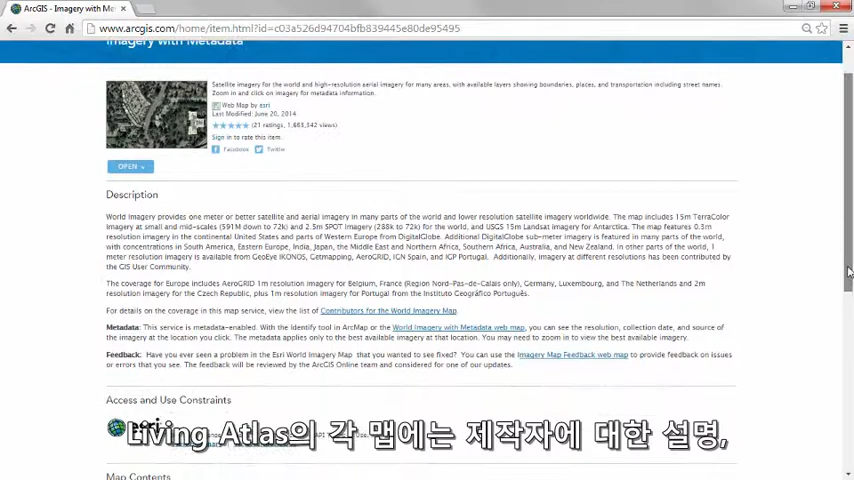 ArcGIS - Imagery with Me
www.arcgis.com/home/item.html?id=c03a526d94704bfb839445e80de95495
Imagery with Metadata
Satellite imagery for the world and high-resolution aerial imagery for many areas, with available layers showing bounderies, places, and transportation including street names.
Zoom in and click on imagery for metadata information.
Web Map by esri
Last Modified: June 20, 2014
(21 ratings, 1,663,342 views)
Sign in to rate this item.
Facebook Twitter
OPEN
Description
World Imagery provides one meter or better satellite and aerial imagery in many parts of the world and lower resolution satellite imagery worldwide. The map includes 15m TerraColor
imagery at small and mid-scales (591M down to 72k) and 2.5m SPOT Imagery (288k to 72k) for the world, and USGS 15m Landsat imagery for Antarctica. The map features 0.3m
resolution imagery in the continental United States and parts of Western Europe from DigitalGlobe. Additional DigitalGlobe sub-meter imagery is featured in many parts of the world,
with concentrations in South America, Eastern Europe, India, Japan, the Middle East and Northern Africa, Southern Africa, Australia, and New Zealand. In other parts of the world, 1
meter resolution imagery is available from GeoEye IKONOS, Getmapping, AeroGRID, IGN Spain, and IGP Portugal. Additionally, imagery at different resolutions has been contributed by
the GIS User Community.
The coverage for Europe includes AeroGRID 1m resolution imagery for Belgium, France (Region Nord-Pas-de-Calais only), Germany, Luxembourg, and The Netherlands and 2m
resolution imagery for the Czech Republic, plus 1m resolution imagery for Portugal from the Instituto Geográfico Português.
For details on the coverage in this map service, view the list of Contributors for the World Imagery Map.
Metadata: This service is metadata-enabled. With the Identify tool in ArcMap or the World Imagery with Metadata web map, you can see the resolution, collection date, and source of
the imagery at the location you click. The metadata applies only to the best available imagery at that location. You may need to zoom in to view the best available imagery.
Feedback: Have you ever seen a problem in the Esri World Imagery Map that you wanted to see fixed? You can use the Imagery Map Feedback web map to provide feedback on issues
or errors that you see. The feedback will be reviewed by the ArcGIS Online team and considered for one of our updates.
Access and Use Constraints
esri
Living Atlas의 각 맵에는 제작자에 대한 설명,
Map Contents